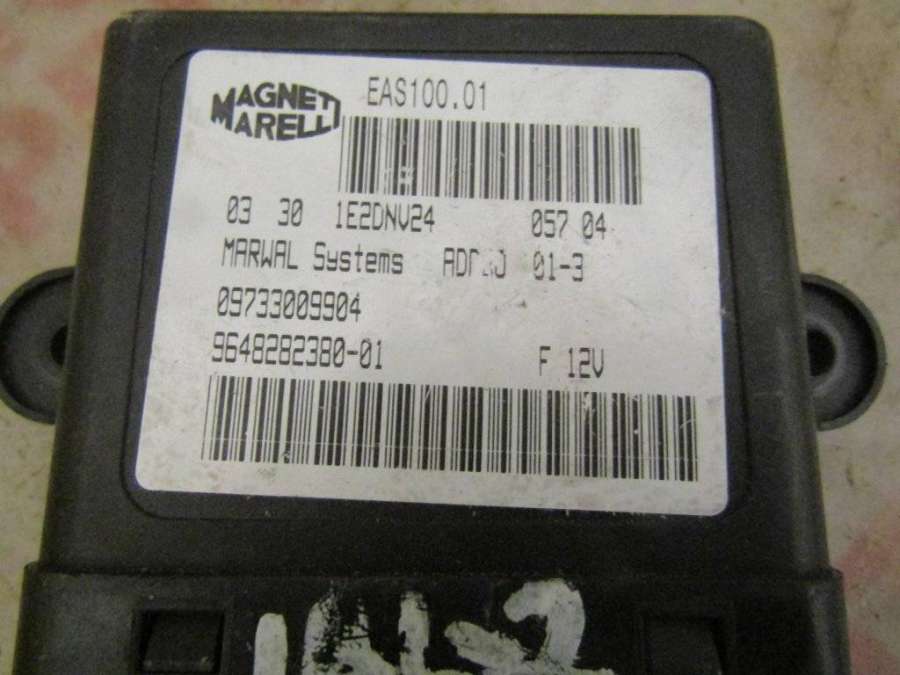 MAGNETI
MARELLI
EAS100.01
03 30 1E2DNV24 057 04
MARWAL Systems 01-3
09733009904
9648282380-01 F 12V